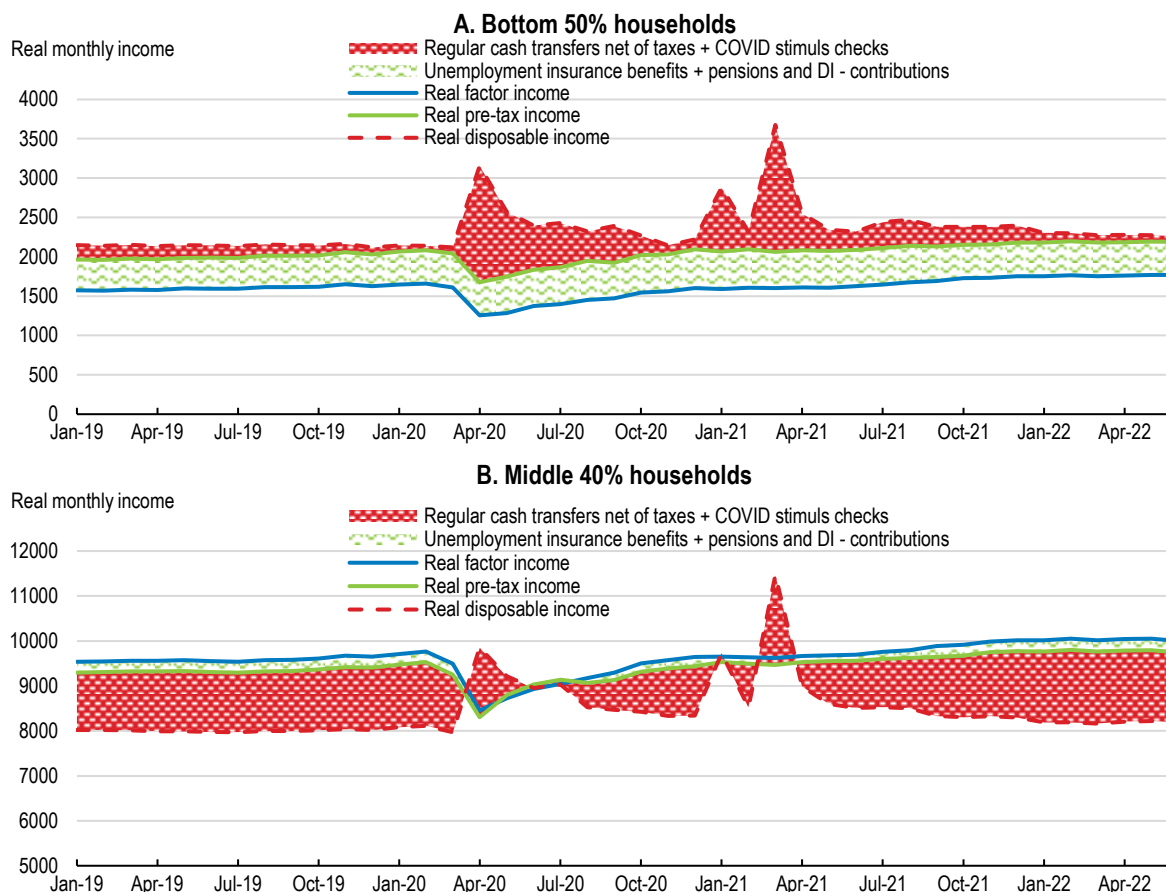 A. Bottom 50% households
Real monthly income
Regular cash transfers net of taxes + COVID stimuls checks
Unemployment insurance benefits + pensions and DI - contributions
Real factor income
Real pre-tax income
Real disposable income
4000
3500
3000
2500
2000
1500
1000
500
0
Jan-19 Apr-19 Jul-19 Oct-19 Jan-20 Apr-20 Jul-20 Oct-20 Jan-21 Apr-21 Jul-21 Oct-21 Jan-22 Apr-22
B. Middle 40% households
Real monthly income
Regular cash transfers net of taxes + COVID stimuls checks
Unemployment insurance benefits + pensions and DI - contributions
Real factor income
Real pre-tax income
Real disposable income
12000
11000
10000
9000
8000
7000
6000
5000
Jan-19 Apr-19 Jul-19 Oct-19 Jan-20 Apr-20 Jul-20 Oct-20 Jan-21 Apr-21 Jul-21 Oct-21 Jan-22 Apr-22